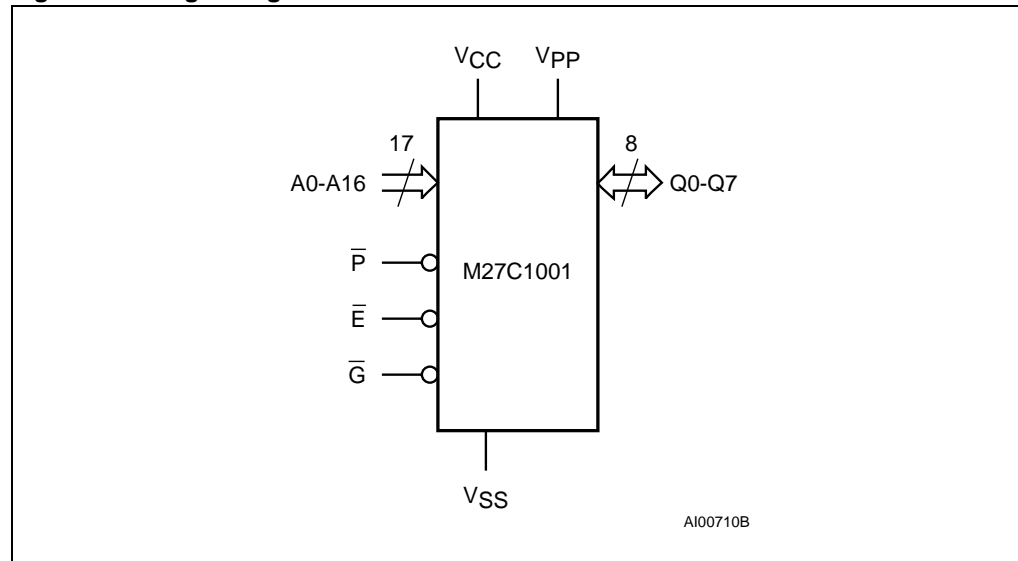 VCC VPP
17 8
A0-A16 Q0-Q7
P̅
M27C1001
E̅
G̅
VSS
AI00710B